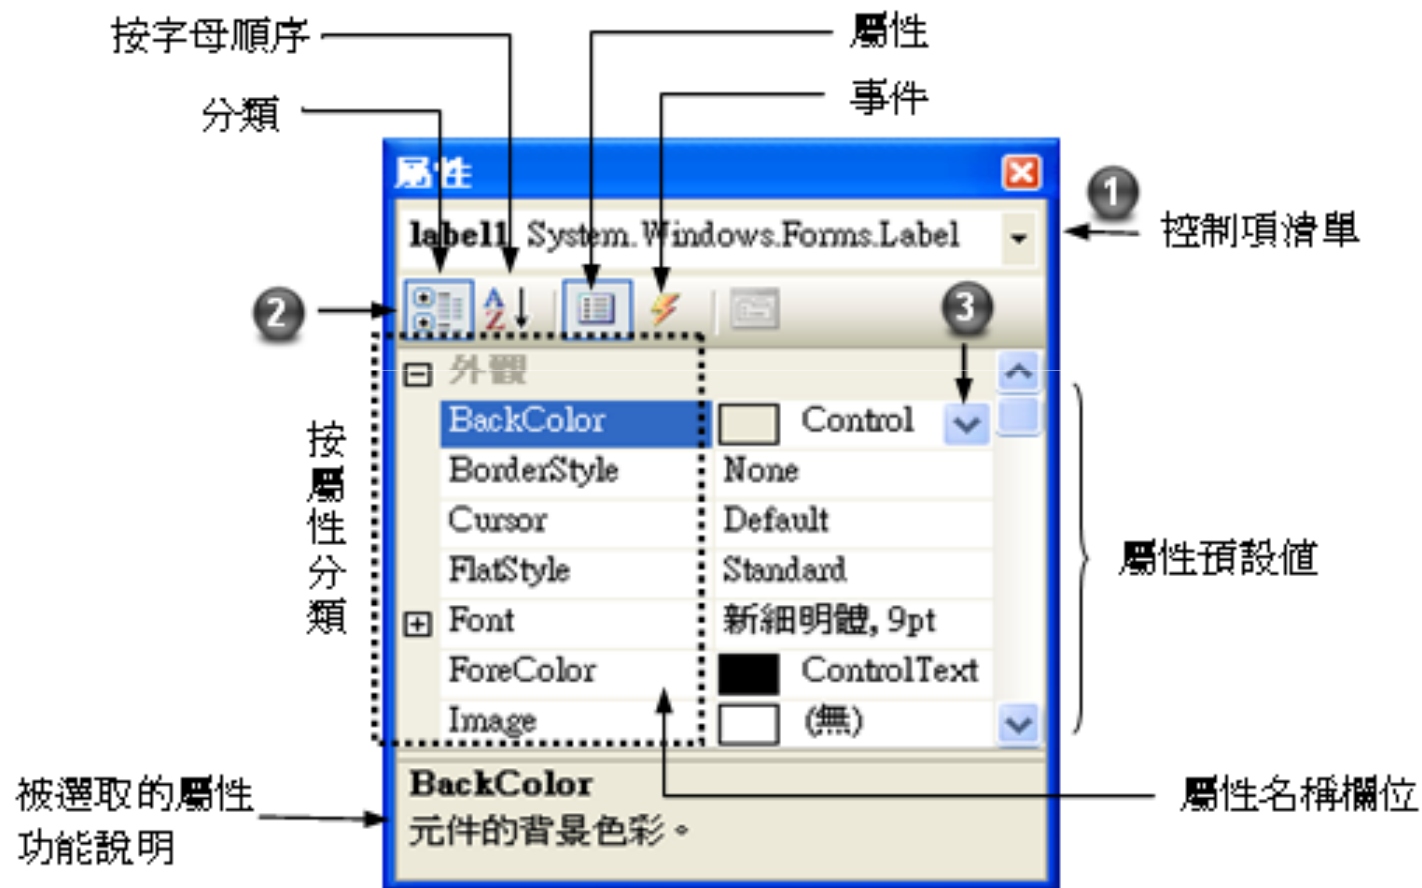 按字母順序
屬性
分類
事件
屬性
1
label1 System.Windows.Forms.Label
控制項清單
2
A
Z
3
外觀
BackColor
Control
BorderStyle
None
Cursor
Default
FlatStyle
Standard
Font
新細明體, 9pt
ForeColor
ControlText
Image
(無)
按屬性分類
屬性預設值
BackColor
元件的背景色彩。
被選取的屬性
功能說明
屬性名稱欄位